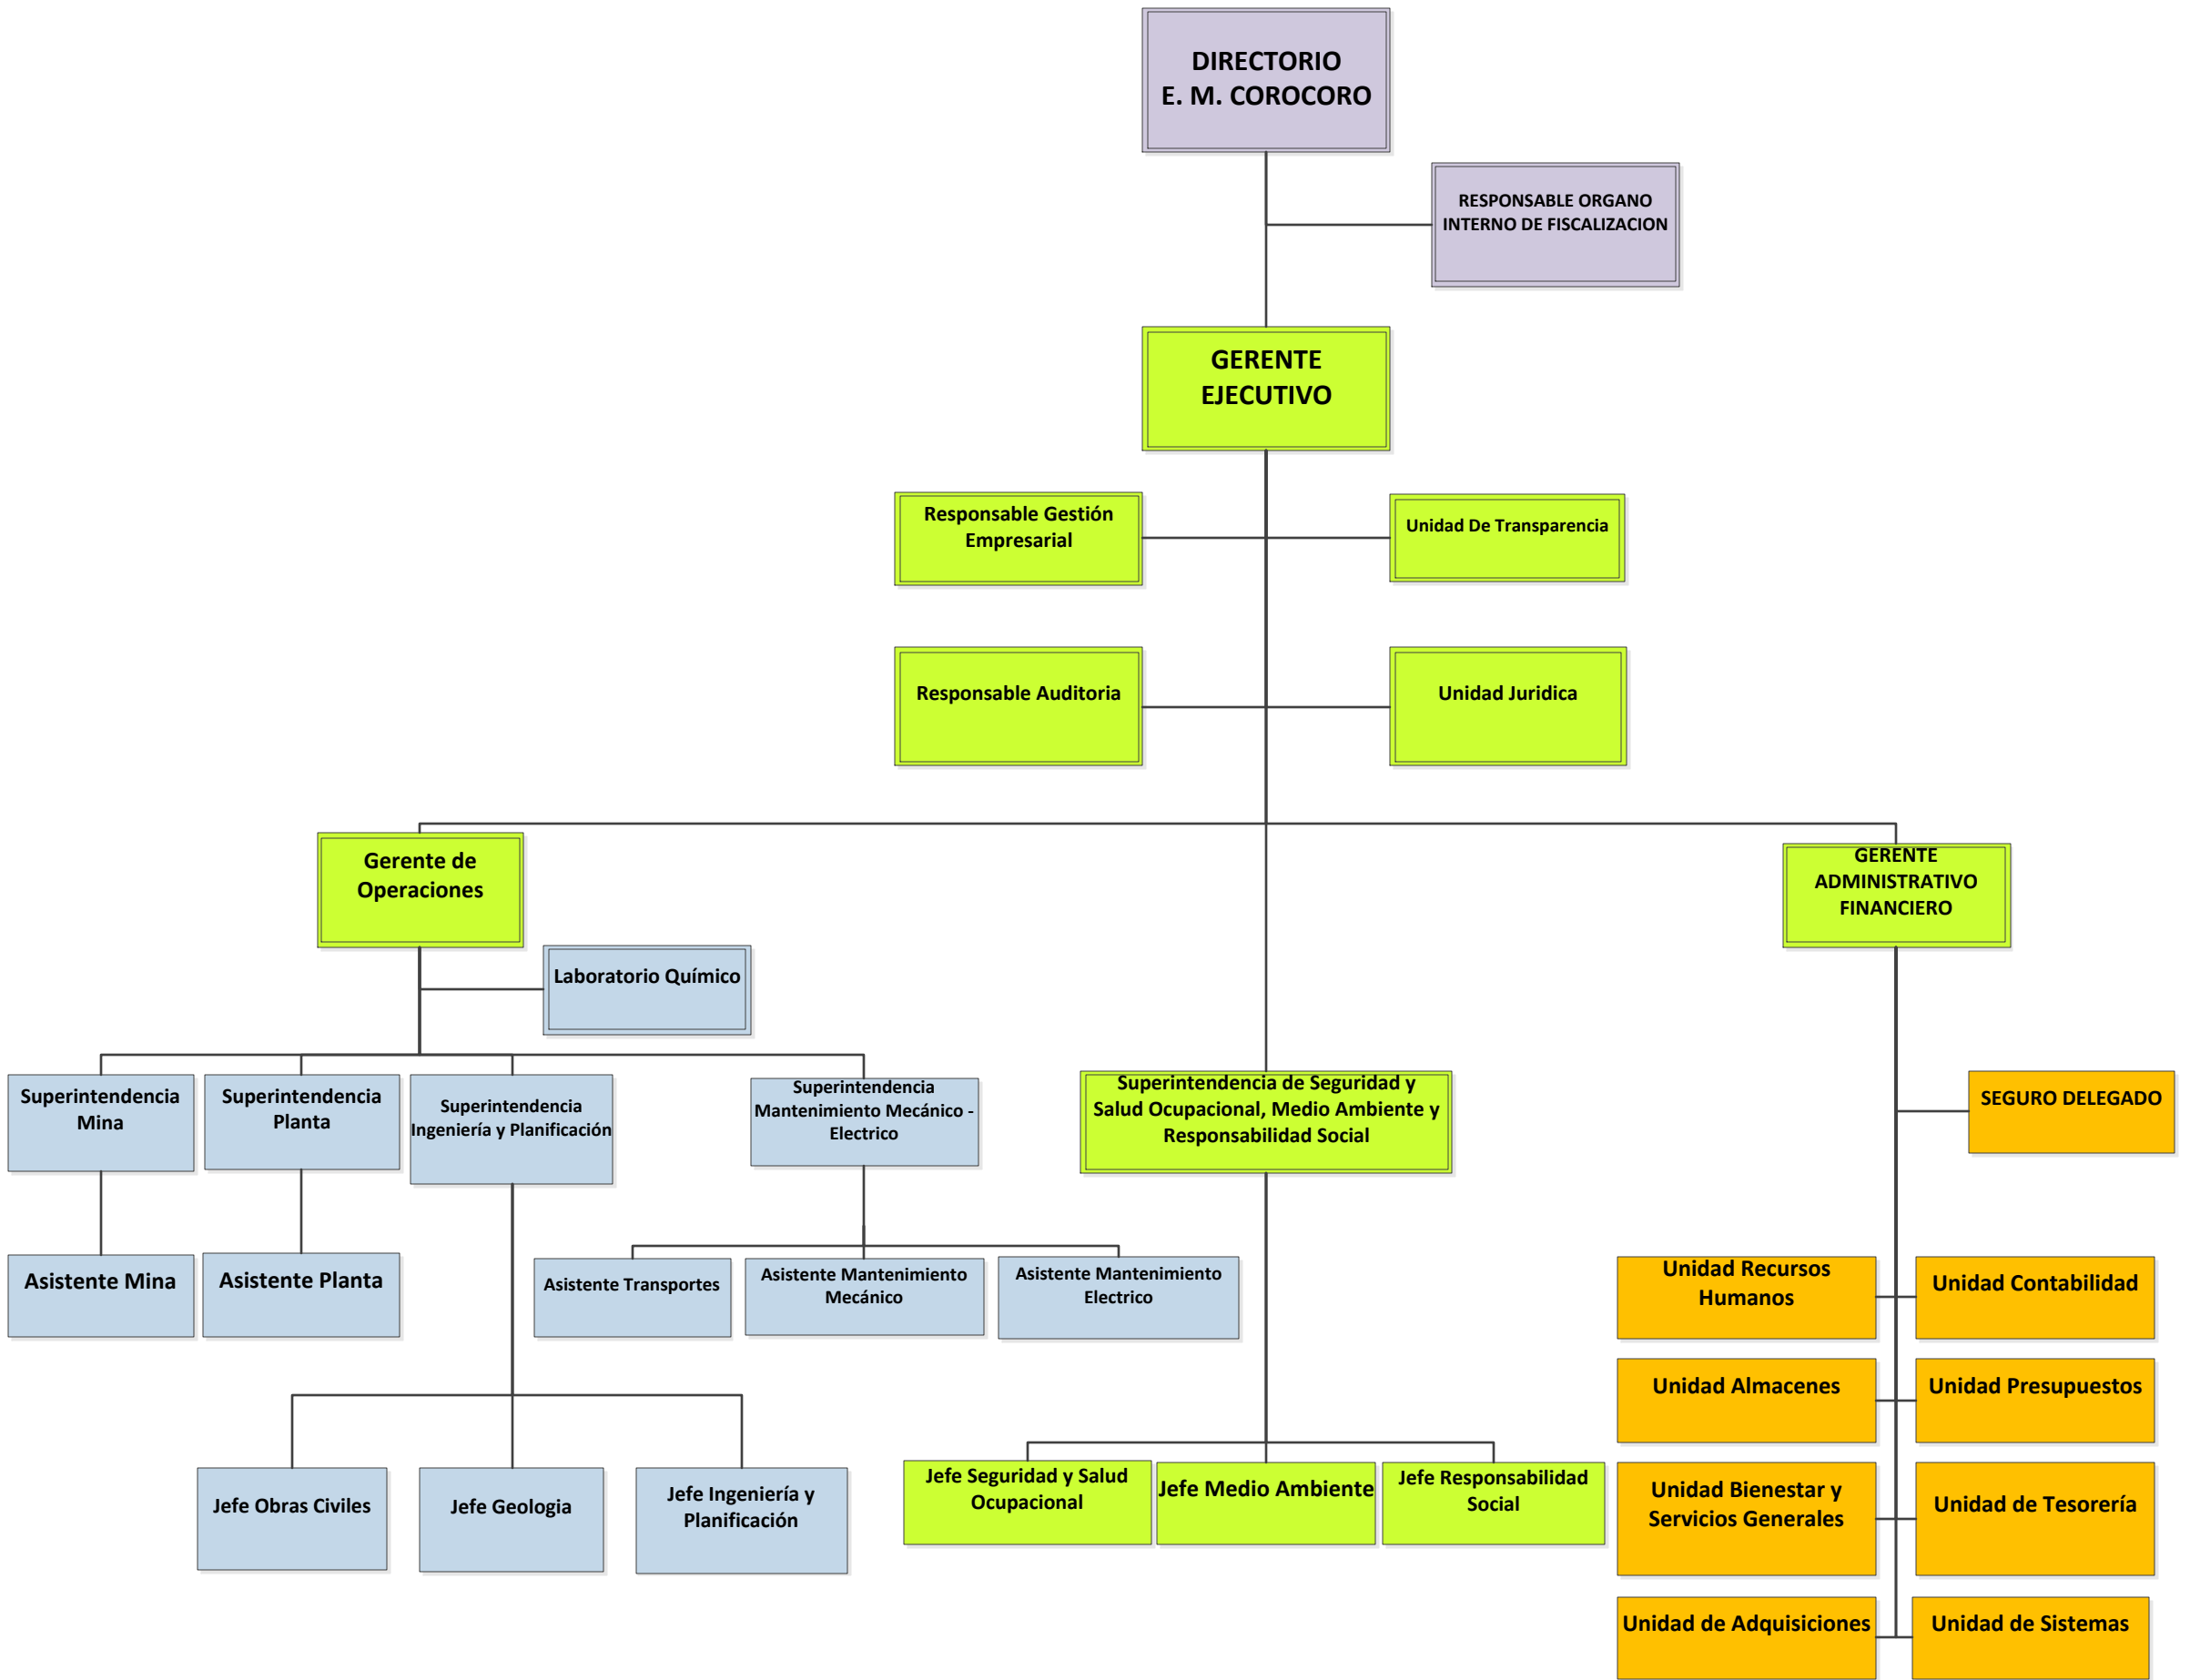 DIRECTORIO
E. M. COROCORO
RESPONSABLE ORGANO
INTERNO DE FISCALIZACION
GERENTE
EJECUTIVO
Responsable Gestión
Empresarial
Unidad De Transparencia
Responsable Auditoria
Unidad Juridica
Gerente de
Operaciones
GERENTE
ADMINISTRATIVO
FINANCIERO
Laboratorio Químico
Superintendencia
Mina
Superintendencia
Planta
Superintendencia
Ingeniería y Planificación
Superintendencia
Mantenimiento Mecánico -
Electrico
Superintendencia de Seguridad y
Salud Ocupacional, Medio Ambiente y
Responsabilidad Social
SEGURO DELEGADO
Asistente Mina
Asistente Planta
Asistente Transportes
Asistente Mantenimiento
Mecánico
Asistente Mantenimiento
Electrico
Unidad Recursos
Humanos
Unidad Contabilidad
Unidad Almacenes
Unidad Presupuestos
Jefe Obras Civiles
Jefe Geologia
Jefe Ingeniería y
Planificación
Jefe Seguridad y Salud
Ocupacional
Jefe Medio Ambiente
Jefe Responsabilidad
Social
Unidad Bienestar y
Servicios Generales
Unidad de Tesorería
Unidad de Adquisiciones
Unidad de Sistemas